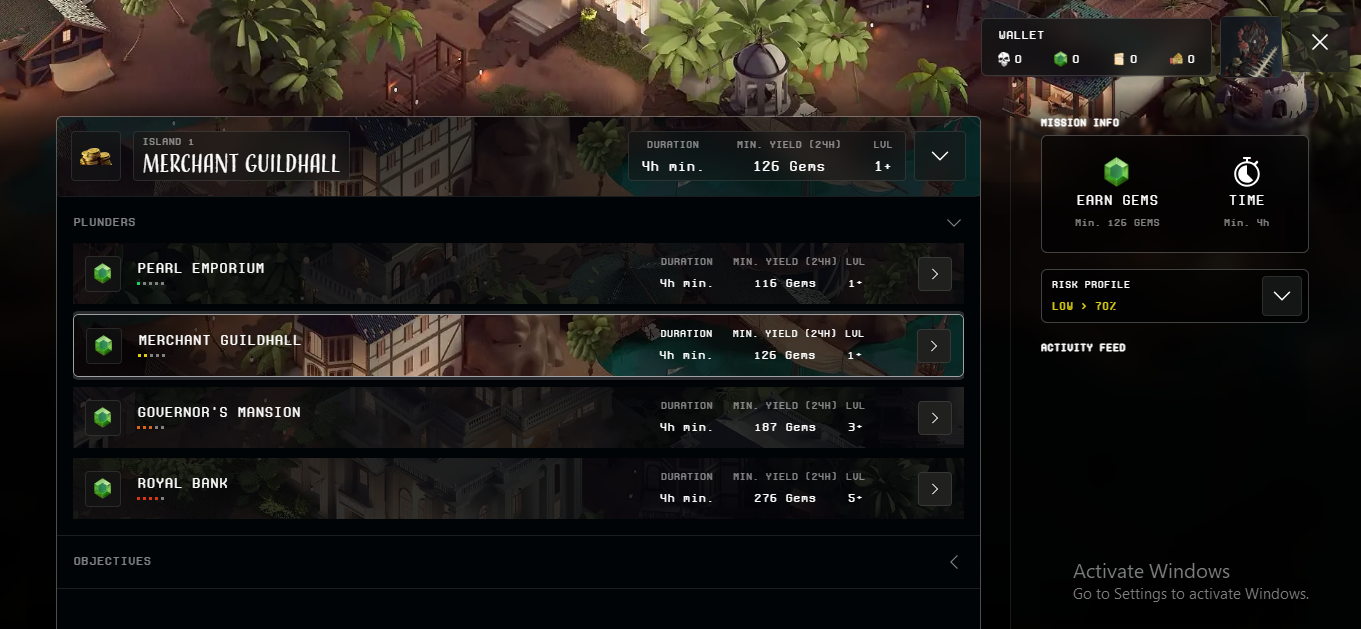 WALLET
0 0 0 0
ISLAND 1
MERCHANT GUILDHALL
DURATION MIN. YIELD (24H) LVL
4h min. 126 Gems 1+
PLUNDERS
PEARL EMPORIUM
DURATION MIN. YIELD (24H) LVL
4h min. 116 Gems 1+
MERCHANT GUILDHALL
DURATION MIN. YIELD (24H) LVL
4h min. 126 Gems 1+
GOVERNOR'S MANSION
DURATION MIN. YIELD (24H) LVL
4h min. 187 Gems 3+
ROYAL BANK
DURATION MIN. YIELD (24H) LVL
4h min. 276 Gems 5+
OBJECTIVES
MISSION INFO
EARN GEMS
Min. 126 GEMS
TIME
Min. 4h
RISK PROFILE
LOW > 70%
ACTIVITY FEED
Activate Windows
Go to Settings to activate Windows.